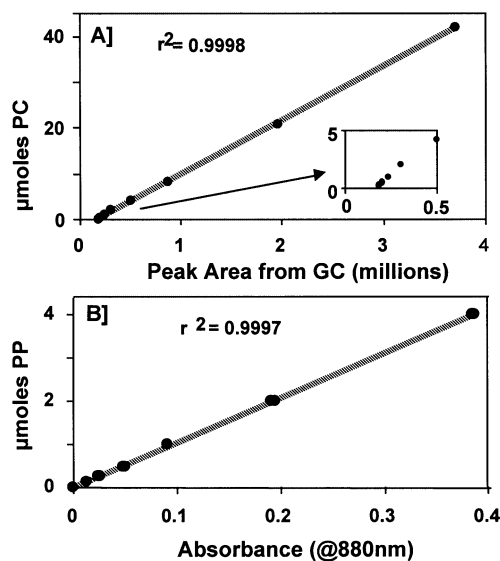 A]
r²= 0.9998
40
20
0
µmoles PC
5
0
0
0.5
0
1
2
3
4
Peak Area from GC (millions)
B]
r ²= 0.9997
4
2
0
µmoles PP
0
0.1
0.2
0.3
0.4
Absorbance (@880nm)